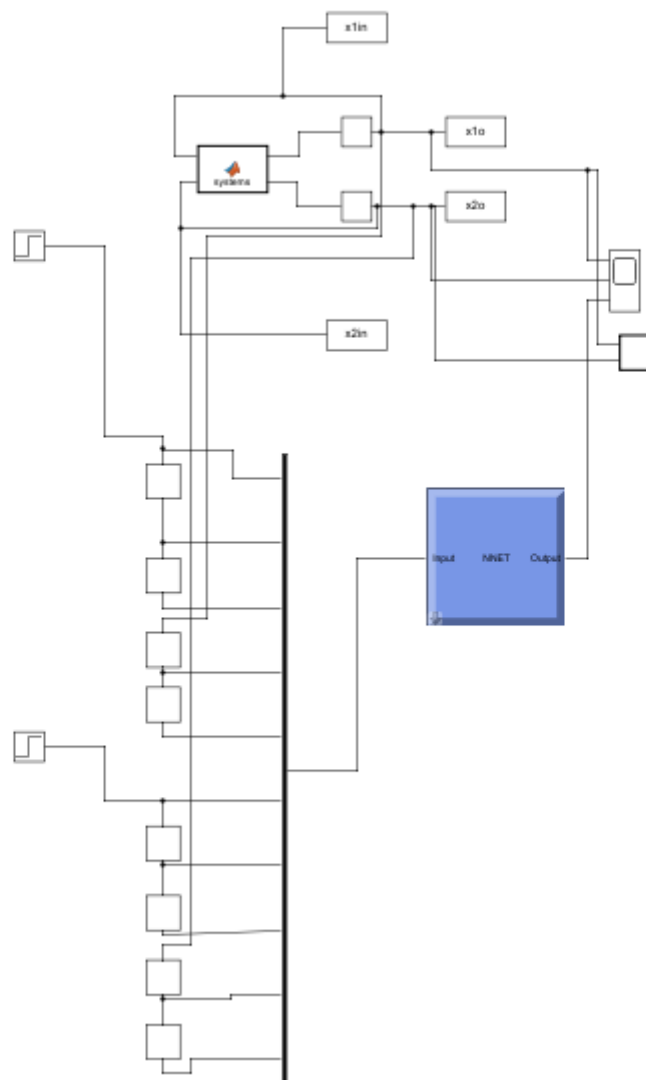 x1in
x1o
systems
x2o
x2in
Input NNET Output